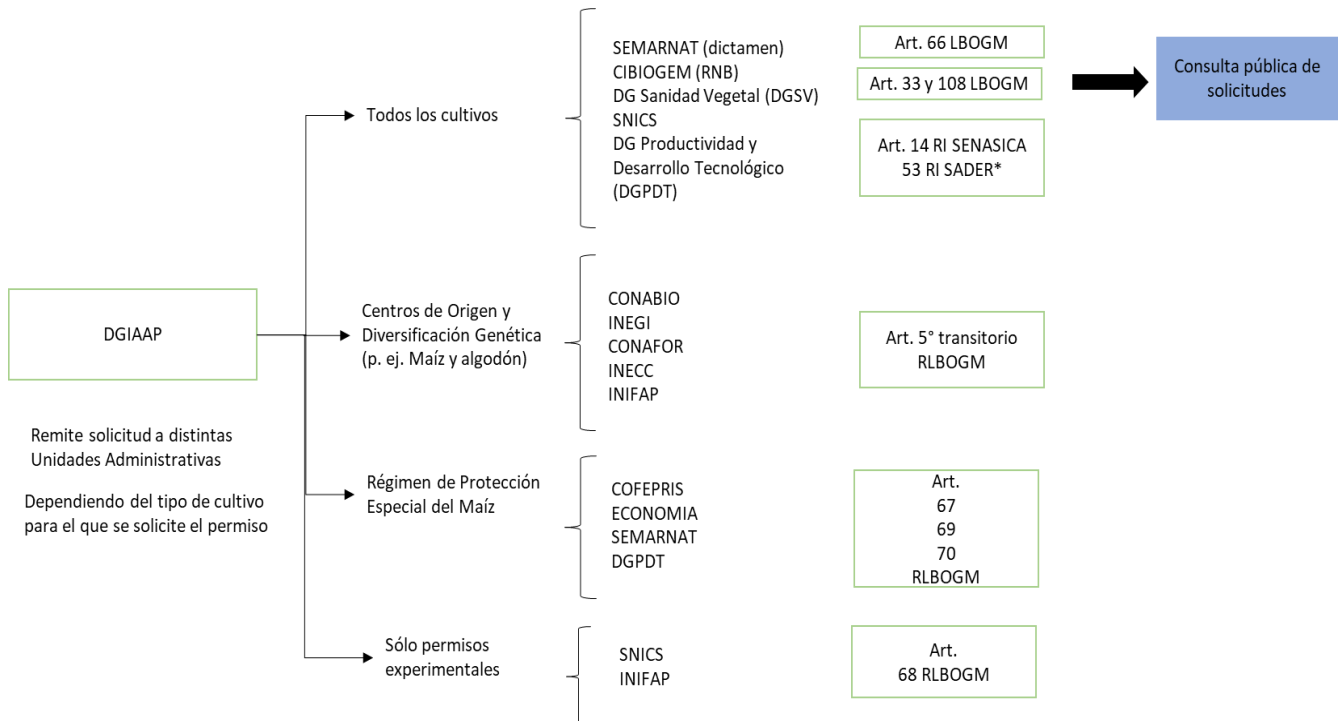 DGIAAP
Remite solicitud a distintas
Unidades Administrativas
Dependiendo del tipo de cultivo
para el que se solicite el permiso
Todos los cultivos
SEMARNAT (dictamen)
CIBIOGEM (RNB)
DG Sanidad Vegetal (DGSV)
SNICS
DG Productividad y
Desarrollo Tecnológico
(DGPDT)
Art. 66 LBOGM
Art. 33 y 108 LBOGM
Art. 14 RI SENASICA
53 RI SADER*
Consulta pública de
solicitudes
Centros de Origen y
Diversificación Genética
(p. ej. Maíz y algodón)
CONABIO
INEGI
CONAFOR
INECC
INIFAP
Art. 5° transitorio
RLBOGM
Régimen de Protección
Especial del Maíz
COFEPRIS
ECONOMIA
SEMARNAT
DGPDT
Art.
67
69
70
RLBOGM
Sólo permisos
experimentales
SNICS
INIFAP
Art.
68 RLBOGM